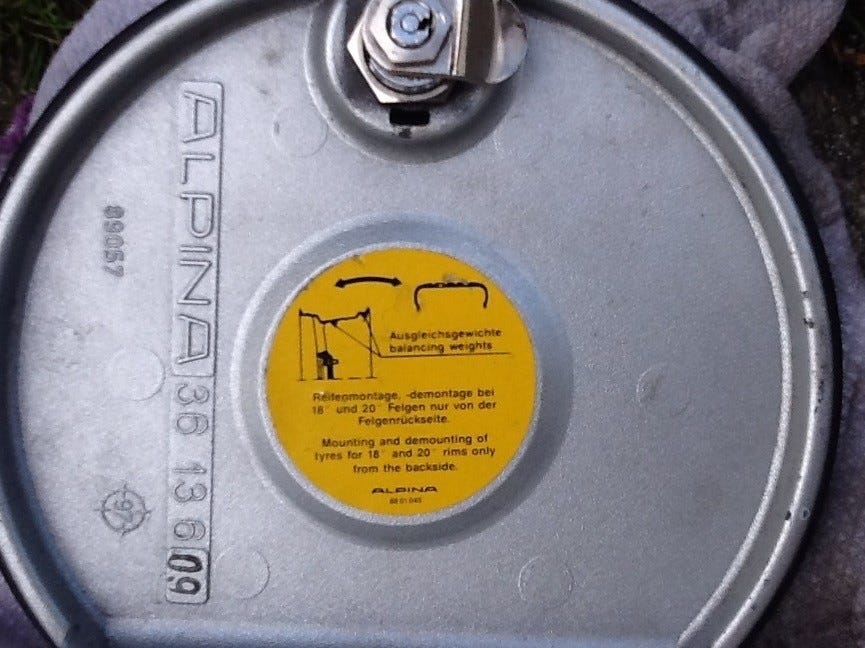 ALPINA 36 13 6 09
89057
97
Ausgleichsgewichte
balancing weights
Reifenmontage, -demontage bei
18" und 20" Felgen nur von der
Felgenrückseite.
Mounting and demounting of
tyres for 18" and 20" rims only
from the backside.
ALPINA